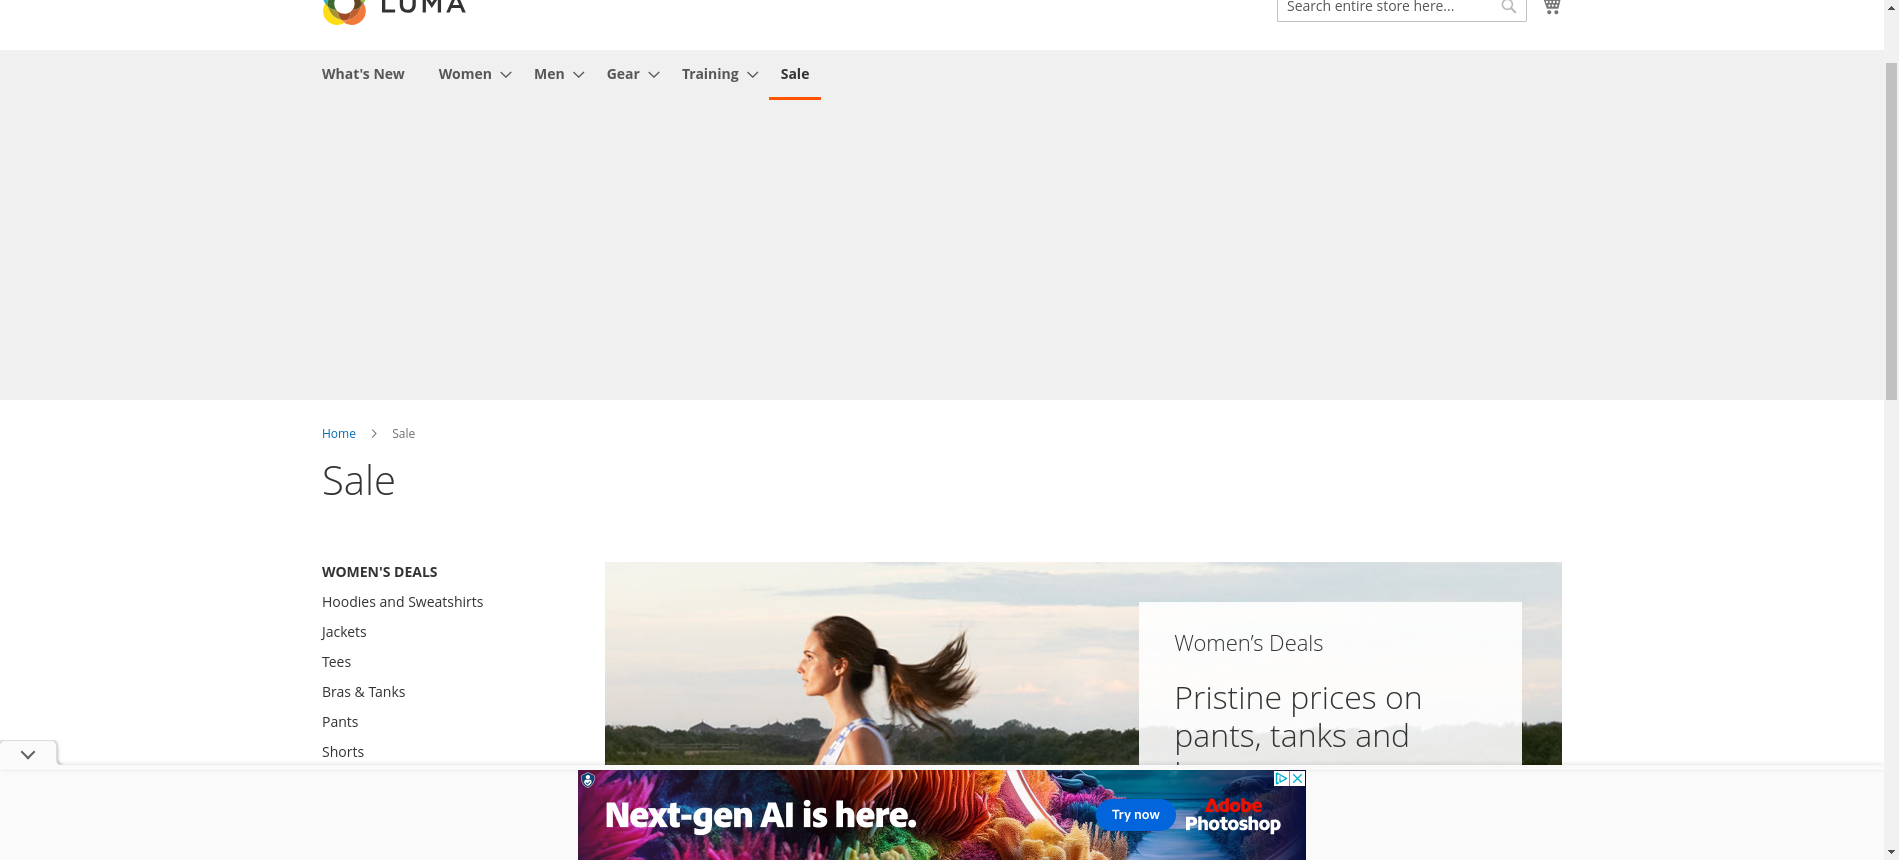 LUMA
Search entire store here...
What's New Women Men Gear Training Sale
Home Sale
Sale
WOMEN'S DEALS
Hoodies and Sweatshirts
Jackets
Tees
Bras & Tanks
Pants
Shorts
Women's Deals
Pristine prices on
pants, tanks and
Next-gen AI is here.
Try now
Adobe
Photoshop